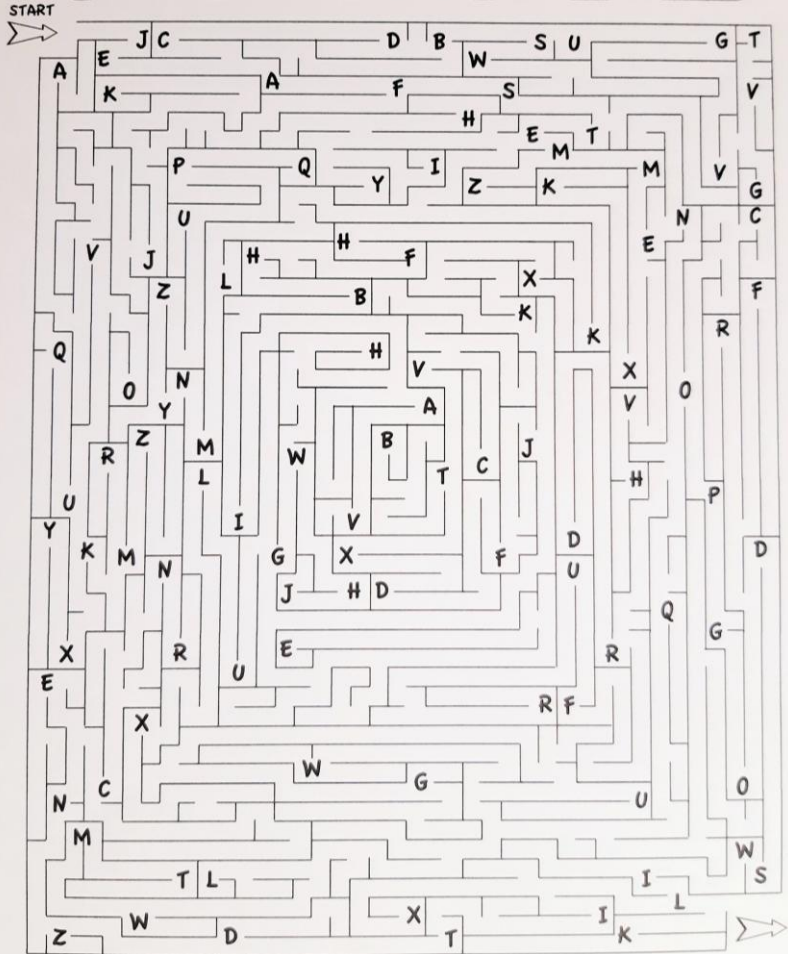 START
J C D B S U G T
E W
A A
K F S V
H
E T
M
P Q I M V
Y Z K G
U N C
H E
V H F
J L X
Z B F
K
R
K
Q H
V X
N
O O
Y A V
Z B J
R M W C
L T H
P
U
Y I V
D
K D
M G X F
N U
J H D
Q
G
X R E R
E U
R F
X
W
C G O
N U
M
W
T L I S
L
W X I
Z D T K